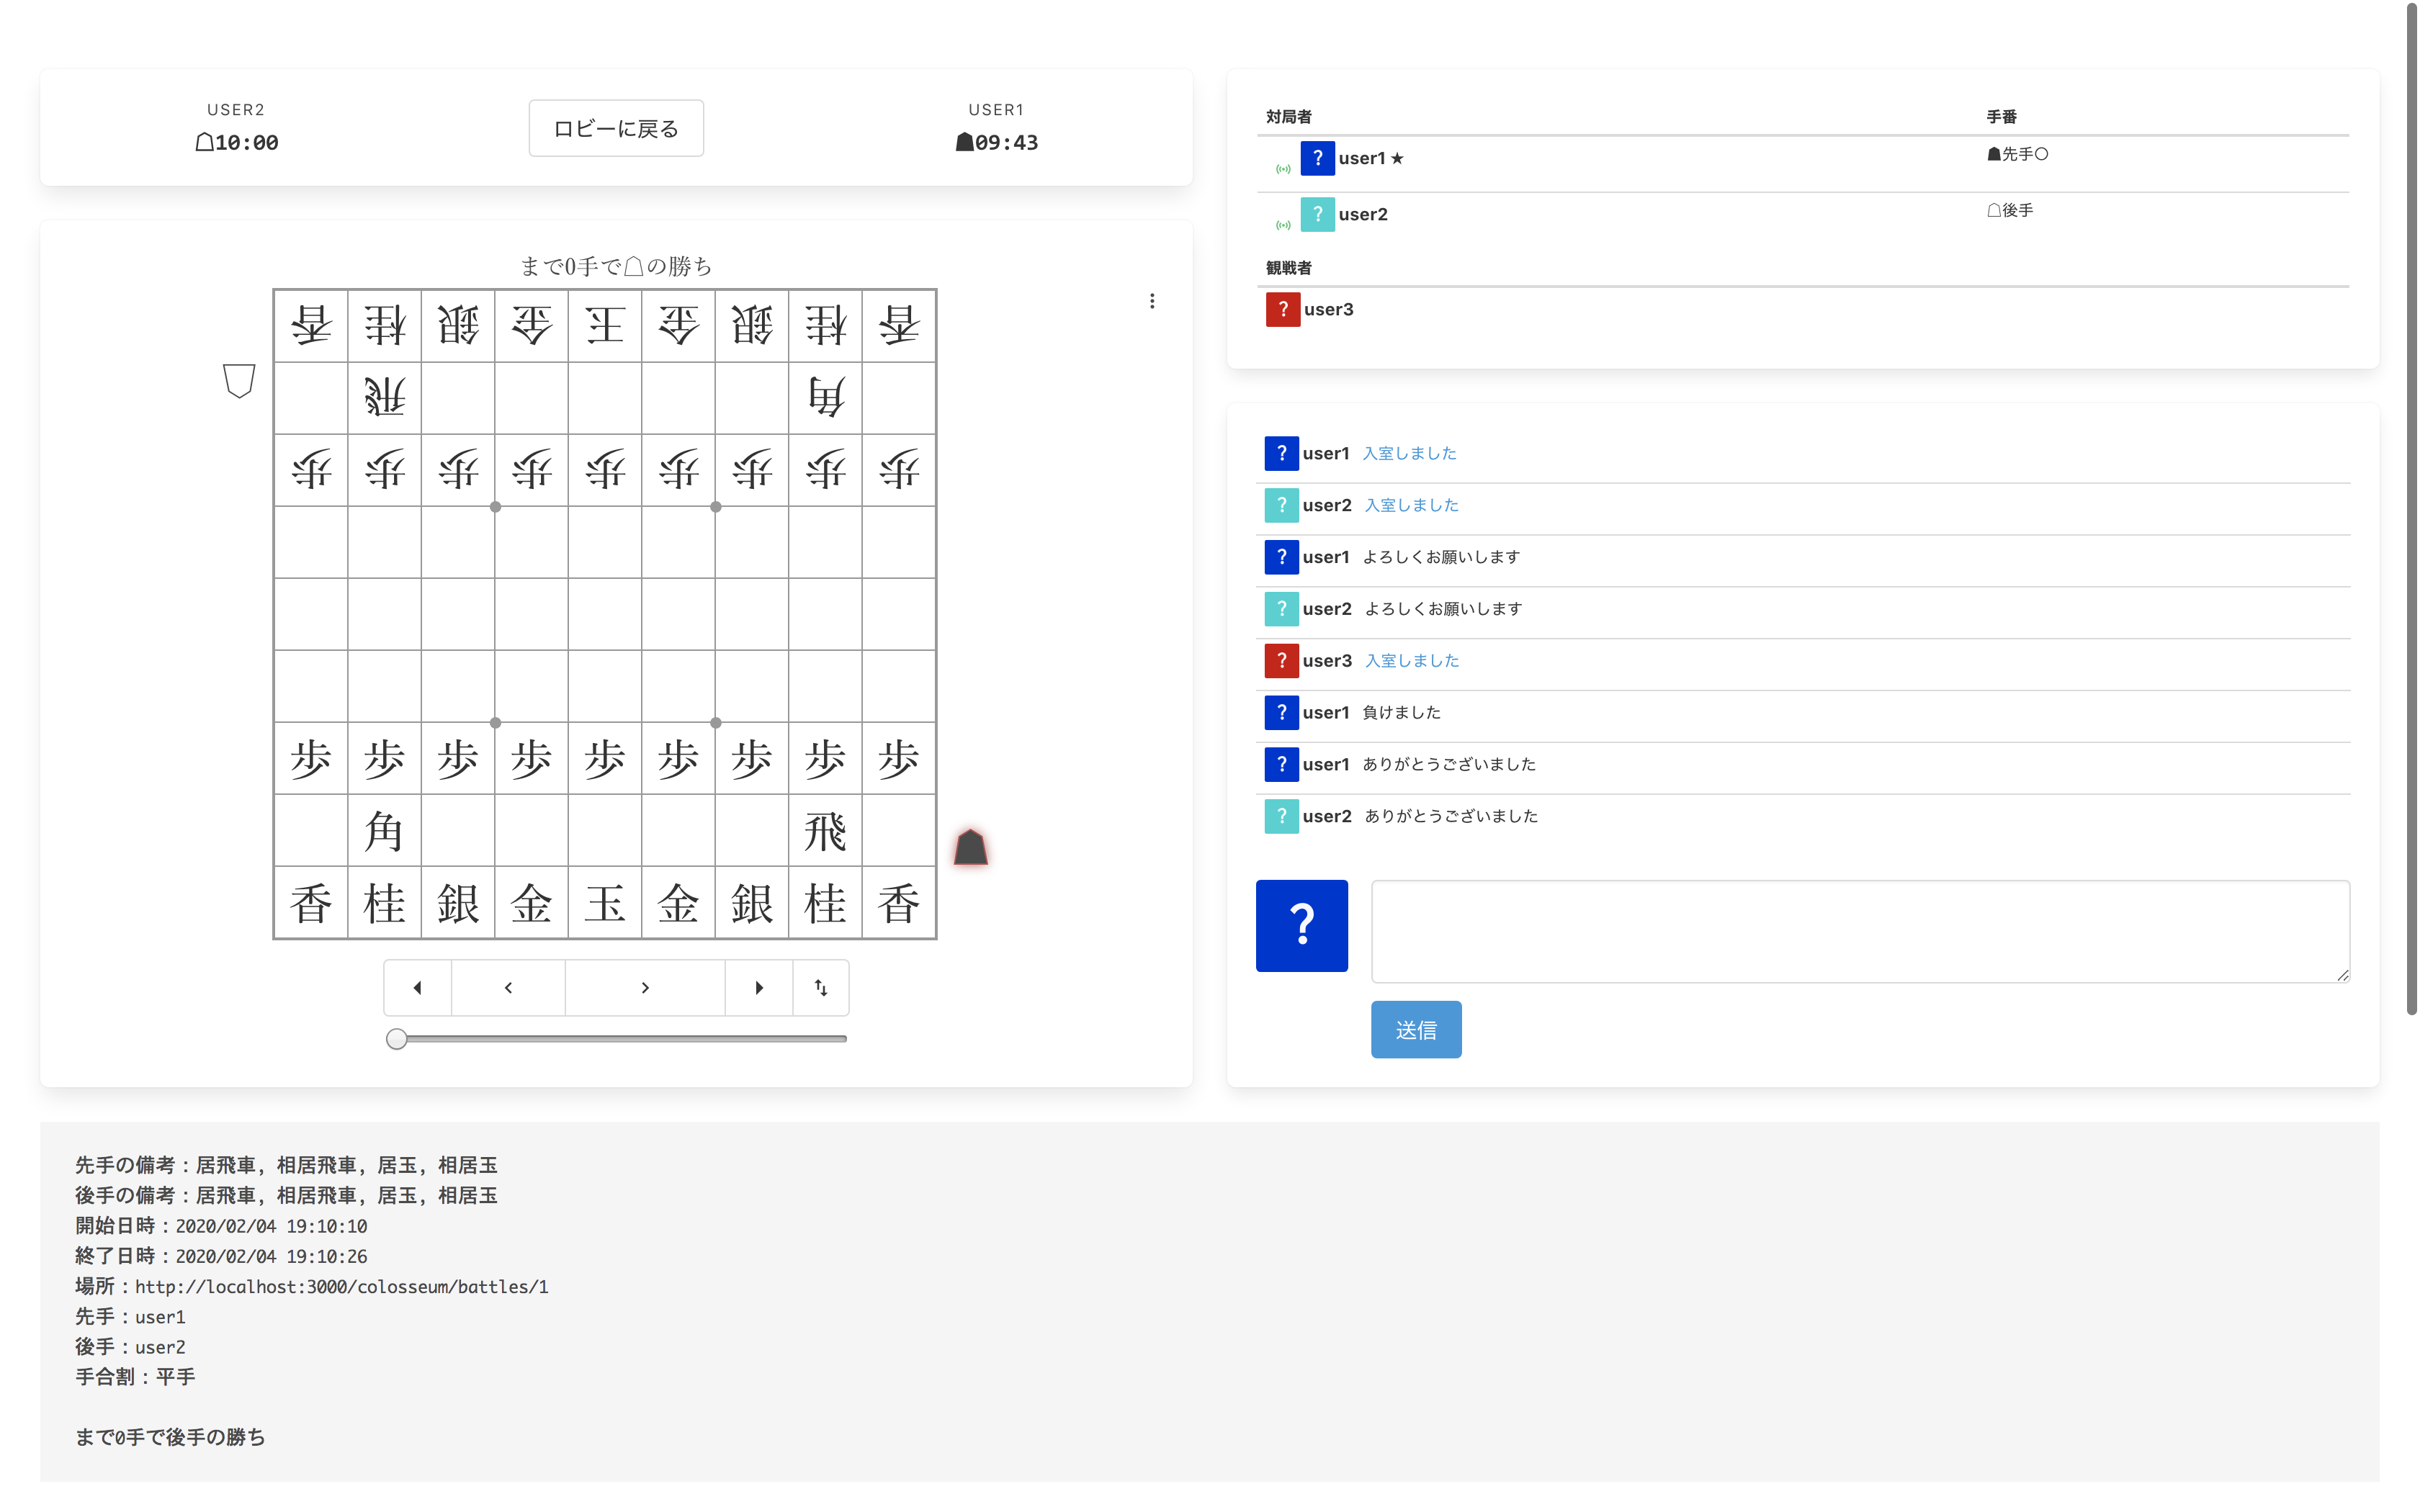 USER2
☖10:00
ロビーに戻る
USER1
☗09:43
まで0手で☖の勝ち
香桂銀金王金銀桂香
飛角
歩歩歩歩歩歩歩歩歩
歩歩歩歩歩歩歩歩歩
角飛
香桂銀金玉金銀桂香
対局者 手番
? user1 ★ ☗先手○
? user2 ☖後手
観戦者
? user3
? user1 入室しました
? user2 入室しました
? user1 よろしくお願いします
? user2 よろしくお願いします
? user3 入室しました
? user1 負けました
? user1 ありがとうございました
? user2 ありがとうございました
?
送信
先手の備考：居飛車, 相居飛車, 居玉, 相居玉
後手の備考：居飛車, 相居飛車, 居玉, 相居玉
開始日時：2020/02/04 19:10:10
終了日時：2020/02/04 19:10:26
場所：http://localhost:3000/colosseum/battles/1
先手：user1
後手：user2
手合割：平手
まで0手で後手の勝ち